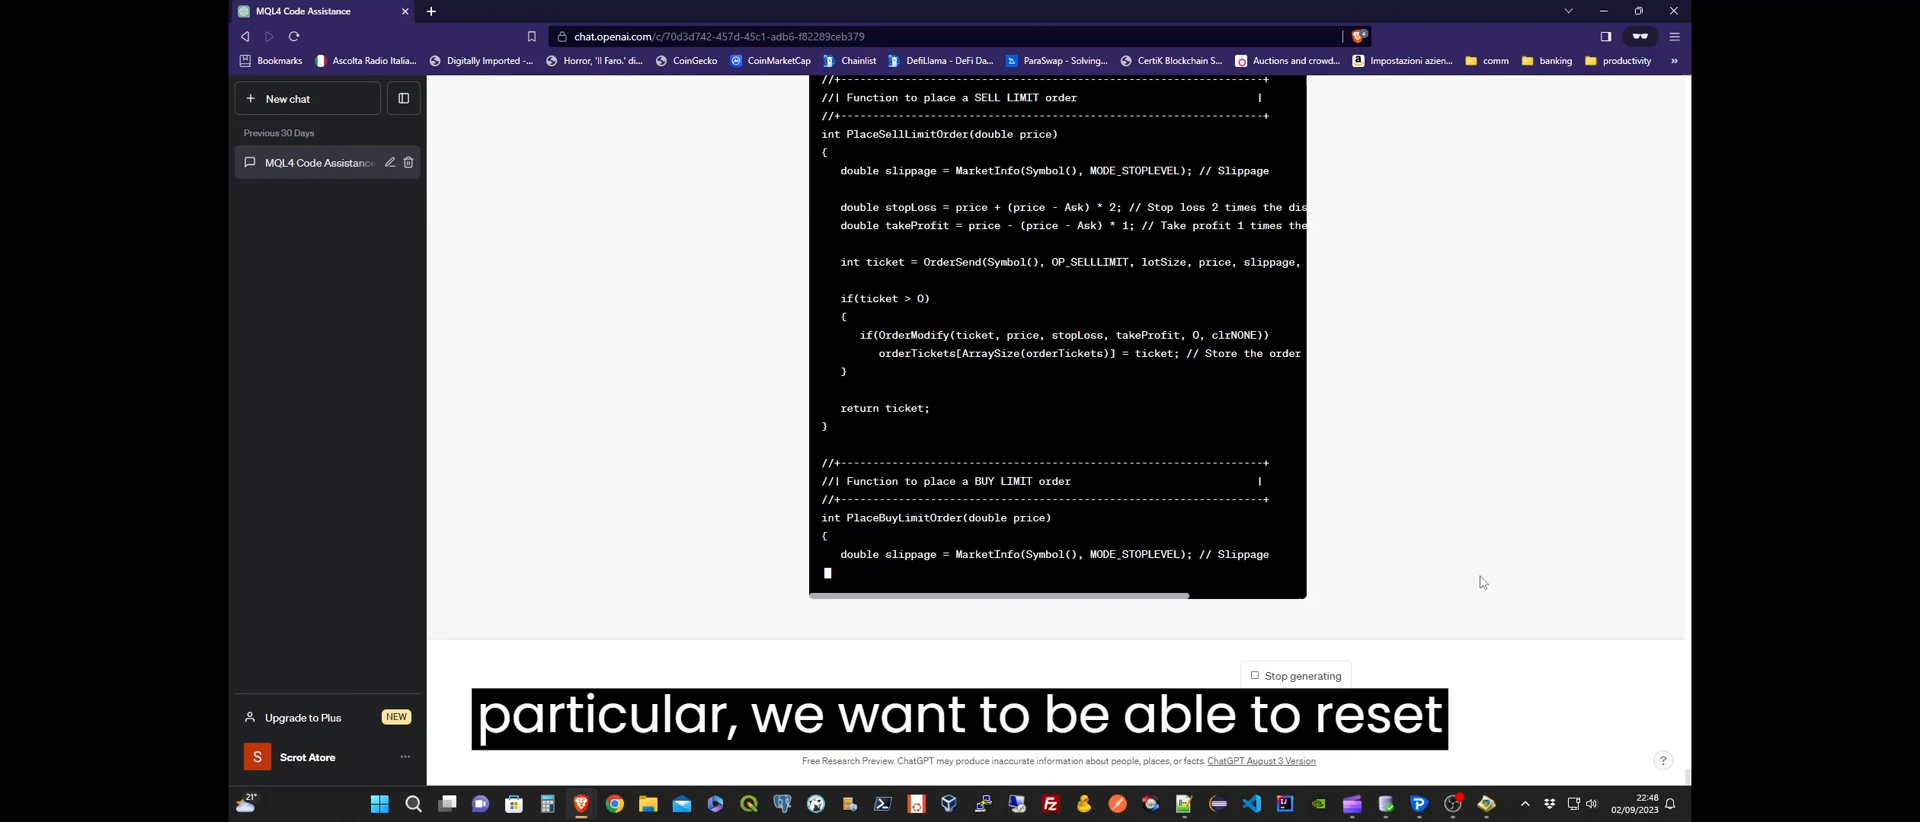 MQL4 Code Assistance
chat.openai.com/c/70d3d742-457d-45c1-adb6-f82289ceb379
Bookmarks
Ascolta Radio Italia...
Digitally Imported -...
Horror, 'Il Faro.' di...
CoinGecko
CoinMarketCap
Chainlist
DefiLlama - DeFi Da...
ParaSwap - Solving...
CertiK Blockchain S...
Auctions and crowd...
Impostazioni azien...
comm
banking
productivity
»
+ New chat
Previous 30 Days
MQL4 Code Assistance
//+------------------------------------------------------------------+
//| Function to place a SELL LIMIT order |
//+------------------------------------------------------------------+
int PlaceSellLimitOrder(double price)
{
double slippage = MarketInfo(Symbol(), MODE_STOPLEVEL); // Slippage
double stopLoss = price + (price - Ask) * 2; // Stop loss 2 times the dis
double takeProfit = price - (price - Ask) * 1; // Take profit 1 times the
int ticket = OrderSend(Symbol(), OP_SELLLIMIT, lotSize, price, slippage,
if(ticket > 0)
{
if(OrderModify(ticket, price, stopLoss, takeProfit, 0, clrNONE))
orderTickets[ArraySize(orderTickets)] = ticket; // Store the order
}
return ticket;
}
//+------------------------------------------------------------------+
//| Function to place a BUY LIMIT order |
//+------------------------------------------------------------------+
int PlaceBuyLimitOrder(double price)
{
double slippage = MarketInfo(Symbol(), MODE_STOPLEVEL); // Slippage
Stop generating
particular, we want to be able to reset
Upgrade to Plus
NEW
S
Scrot Atore
...
Free Research Preview. ChatGPT may produce inaccurate information about people, places, or facts. ChatGPT August 3 Version
?
21°
22:48
02/09/2023